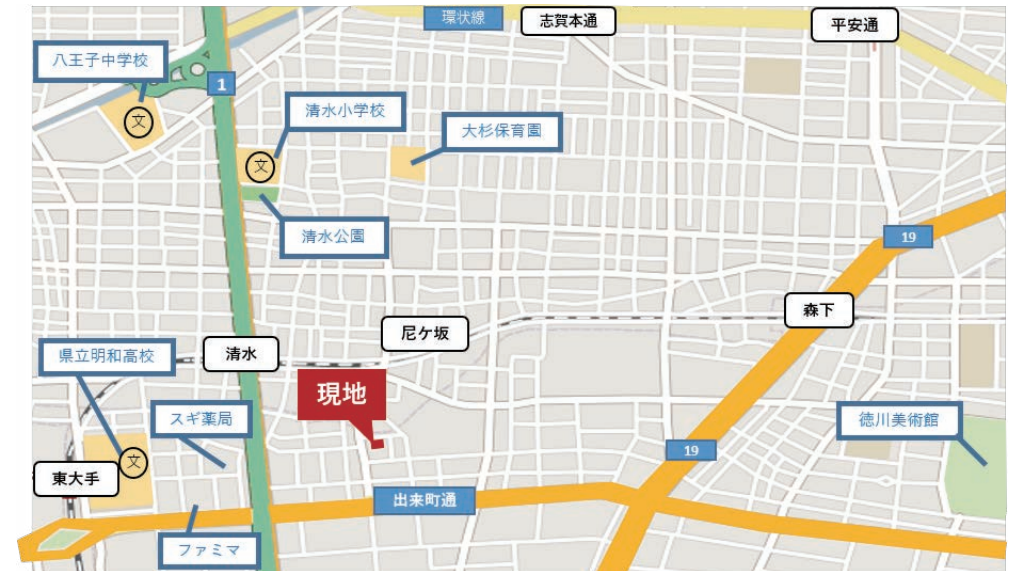 環状線
志賀本通
平安通
八王子中学校
1
清水小学校
文
大杉保育園
文
清水公園
19
森下
尼ケ坂
県立明和高校
清水
現地
スギ薬局
徳川美術館
19
文
東大手
出来町通
ファミマ